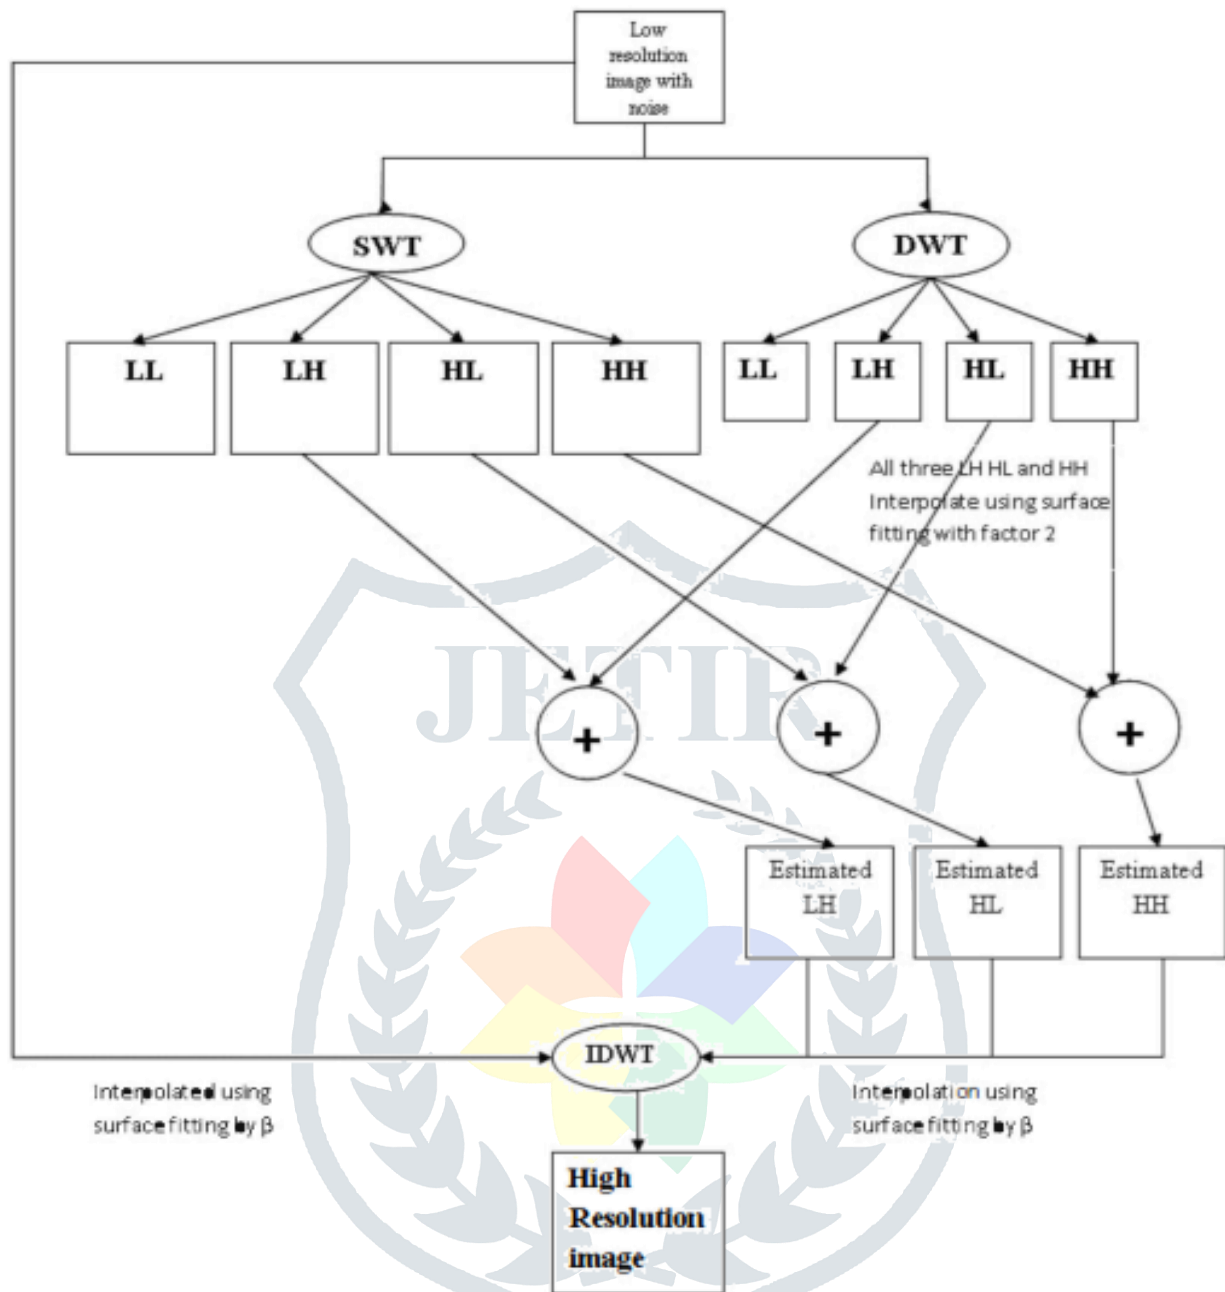 Low
resolution
image with
noise
SWT
DWT
LL
LH
HL
HH
LL
LH
HL
HH
All three LH HL and HH
Interpolate using surface
fitting with factor 2
JETIR
+
+
+
Estimated
LH
Estimated
HL
Estimated
HH
IDWT
Interpolated using
surface fitting by β
Interpolation using
surface fitting by β
High
Resolution
image